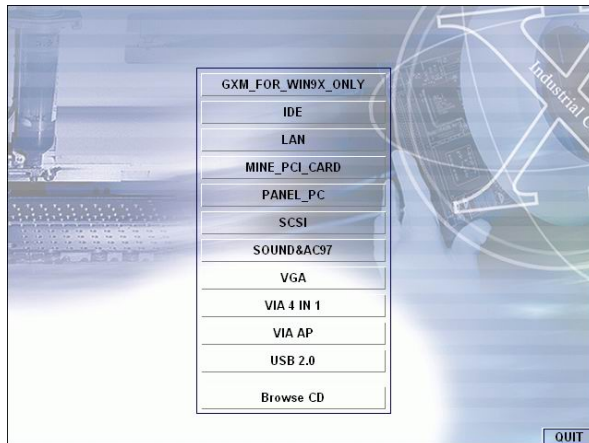 GXM_FOR_WIN9X_ONLY
IDE
LAN
MINE_PCI_CARD
PANEL_PC
SCSI
SOUND&AC97
VGA
VIA 4 IN 1
VIA AP
USB 2.0
Browse CD
QUIT
Industrial